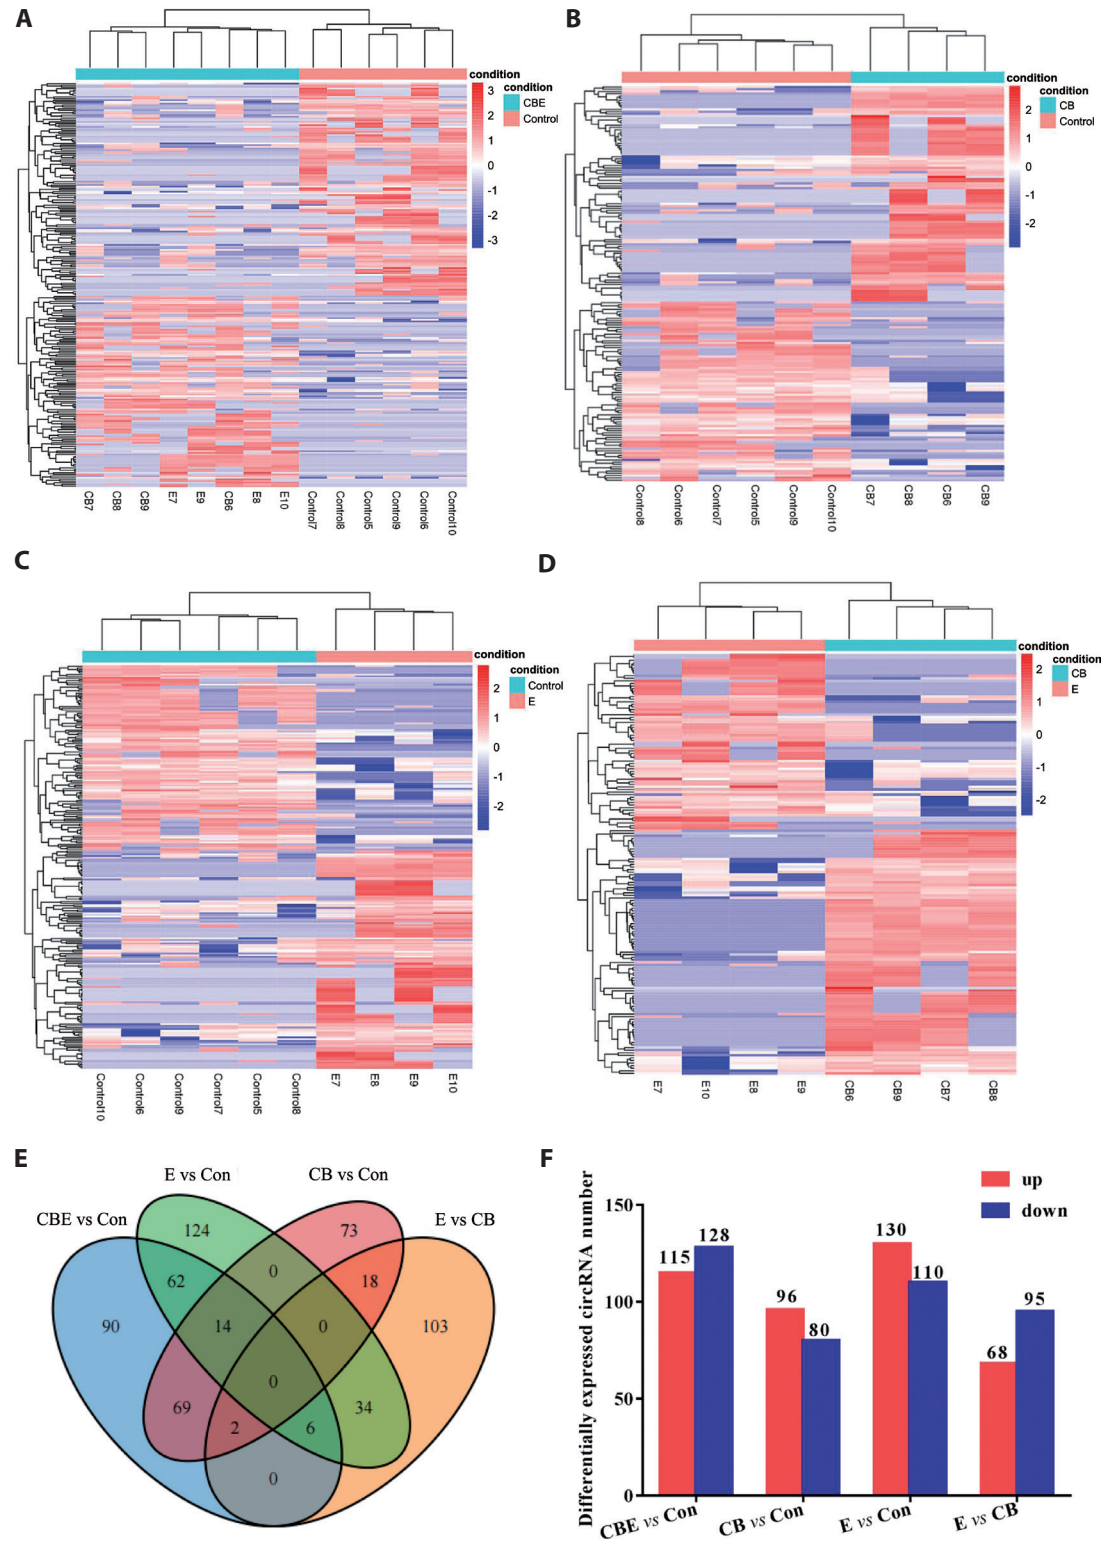 A
condition
condition
CBE
Control
3
2
1
0
-1
-2
-3
CB7 CB8 CB9 E7 E9 CB6 E8 E10 Control7 Control8 Control5 Control9 Control6 Control10
B
condition
condition
CB
Control
2
1
0
-1
-2
Control8 Control6 Control7 Control5 Control9 Control10 CB7 CB8 CB6 CB9
C
condition
condition
Control
E
2
1
0
-1
-2
Control10 Control6 Control9 Control7 Control5 Control8 E7 E8 E9 E10
D
condition
condition
CB
E
2
1
0
-1
-2
E7 E10 E8 E9 CB6 CB9 CB7 CB8
E
E vs Con CB vs Con
CBE vs Con E vs CB
124 73
0
62 18
90 14 0 103
0
69 34
2 6
0
F
up
down
Differentially expressed circRNA number
150
100
50
0
115 128
96 80
130 110
68 95
CBE vs Con CB vs Con E vs Con E vs CB